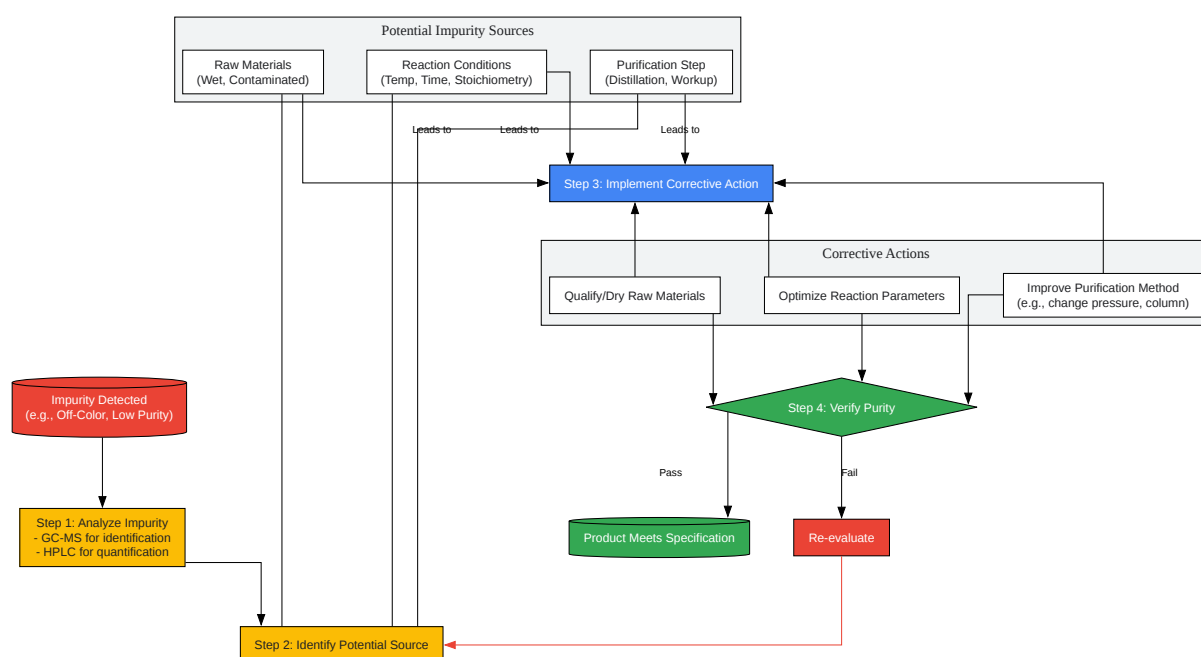 Potential Impurity Sources
Raw Materials
(Wet, Contaminated)
Reaction Conditions
(Temp, Time, Stoichiometry)
Purification Step
(Distillation, Workup)
Leads to
Leads to
Leads to
Step 3: Implement Corrective Action
Corrective Actions
Qualify/Dry Raw Materials
Optimize Reaction Parameters
Improve Purification Method
(e.g., change pressure, column)
Impurity Detected
(e.g., Off-Color, Low Purity)
Step 4: Verify Purity
Pass
Fail
Step 1: Analyze Impurity
- GC-MS for identification
- HPLC for quantification
Product Meets Specification
Re-evaluate
Step 2: Identify Potential Source